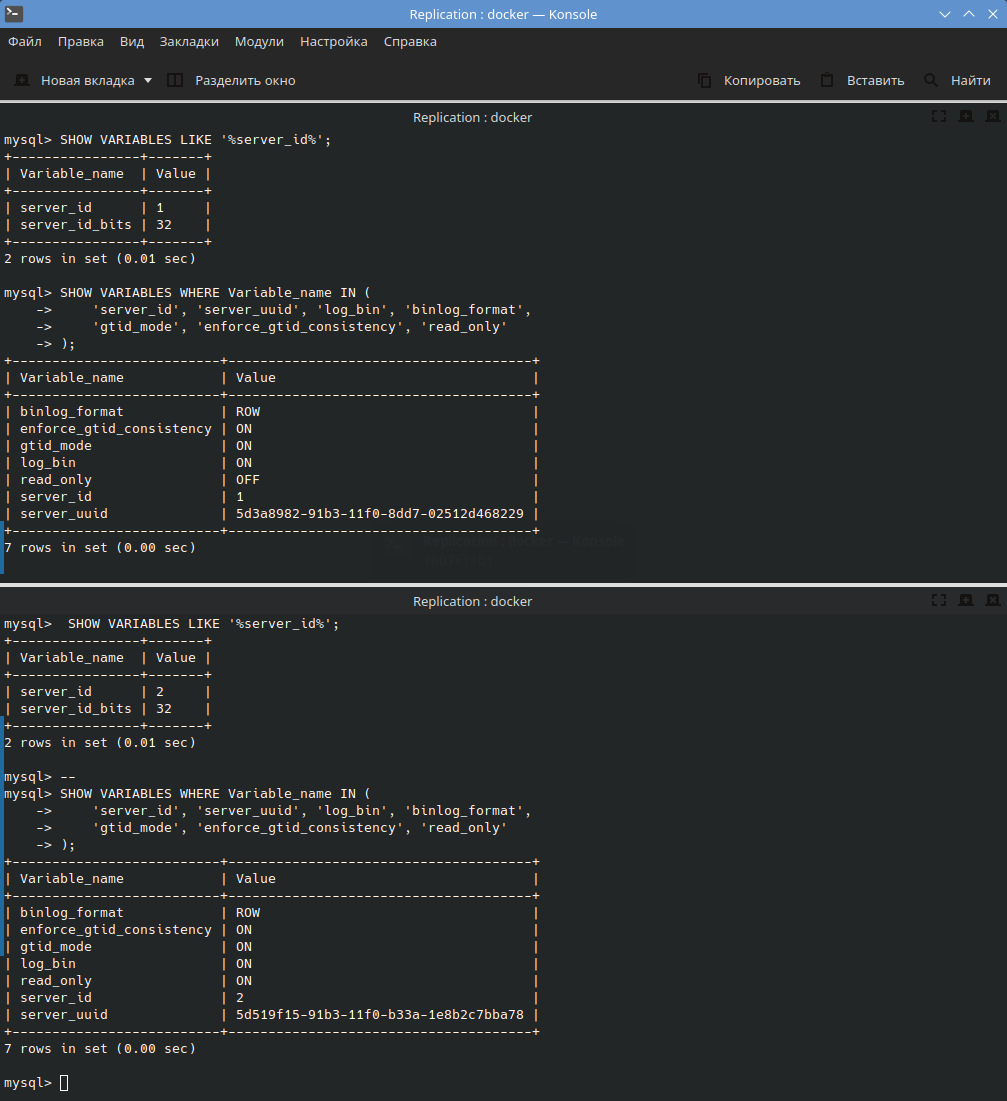 Replication : docker — Konsole
Файл Правка Вид Закладки Модули Настройка Справка
Новая вкладка Разделить окно Копировать Вставить Найти
Replication : docker
mysql> SHOW VARIABLES LIKE '%server_id%';
+----------------+-------+
| Variable_name  | Value |
+----------------+-------+
| server_id      | 1     |
| server_id_bits | 32    |
+----------------+-------+
2 rows in set (0.01 sec)
mysql> SHOW VARIABLES WHERE Variable_name IN (
    ->     'server_id', 'server_uuid', 'log_bin', 'binlog_format',
    ->     'gtid_mode', 'enforce_gtid_consistency', 'read_only'
    -> );
+--------------------------+--------------------------------------+
| Variable_name            | Value                                |
+--------------------------+--------------------------------------+
| binlog_format            | ROW                                  |
| enforce_gtid_consistency | ON                                   |
| gtid_mode                | ON                                   |
| log_bin                  | ON                                   |
| read_only                | OFF                                  |
| server_id                | 1                                    |
| server_uuid              | 5d3a8982-91b3-11f0-8dd7-02512d468229 |
+--------------------------+--------------------------------------+
7 rows in set (0.00 sec)
Replication : docker
mysql>  SHOW VARIABLES LIKE '%server_id%';
+----------------+-------+
| Variable_name  | Value |
+----------------+-------+
| server_id      | 2     |
| server_id_bits | 32    |
+----------------+-------+
2 rows in set (0.01 sec)
mysql> --
mysql> SHOW VARIABLES WHERE Variable_name IN (
    ->     'server_id', 'server_uuid', 'log_bin', 'binlog_format',
    ->     'gtid_mode', 'enforce_gtid_consistency', 'read_only'
    -> );
+--------------------------+--------------------------------------+
| Variable_name            | Value                                |
+--------------------------+--------------------------------------+
| binlog_format            | ROW                                  |
| enforce_gtid_consistency | ON                                   |
| gtid_mode                | ON                                   |
| log_bin                  | ON                                   |
| read_only                | ON                                   |
| server_id                | 2                                    |
| server_uuid              | 5d519f15-91b3-11f0-b33a-1e8b2c7bba78 |
+--------------------------+--------------------------------------+
7 rows in set (0.00 sec)
mysql>